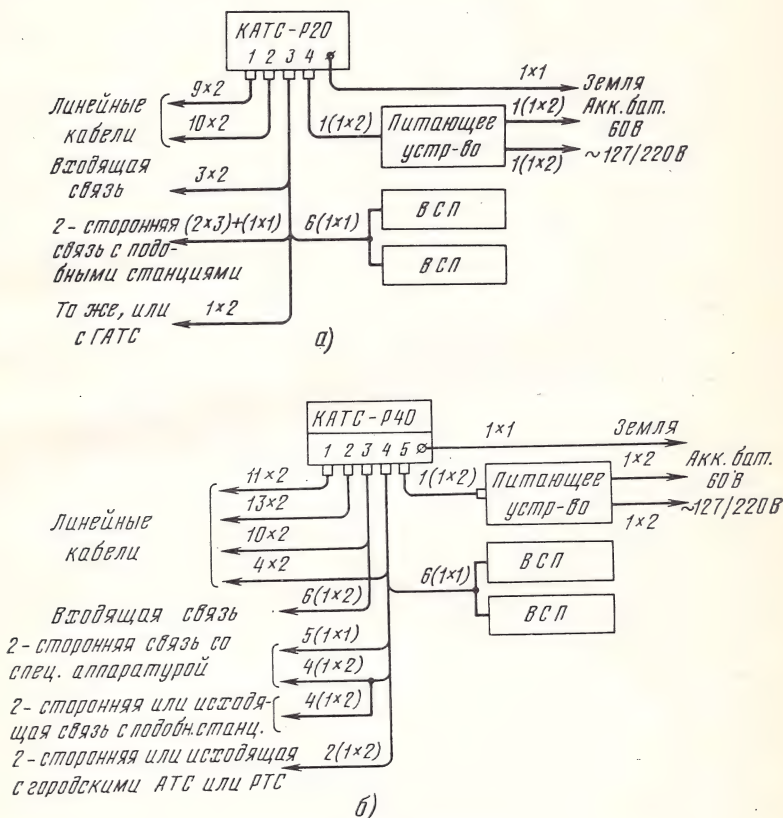 КАТС-Р20
1 2 3 4
1×1
Земля
9×2
Линейные
кабели
10×2
1(1×2)
Питающее
устр-во
1(1×2)
Акк. бат.
60В
1(1×2)
~127/220В
Входящая
связь
3×2
ВСП
2-сторонняя (2×3)+(1×1)
связь с подо-
бными станциями
6(1×1)
ВСП
То же, или
с ГАТС
1×2
а)
КАТС-Р40
1 2 3 4 5
1×1
Земля
11×2
13×2
Линейные
кабели
10×2
4×2
1(1×2)
Питающее
устр-во
1×2
Акк. бат.
60В
1×2
~127/220В
ВСП
6(1×1)
ВСП
Входящая связь
6(1×2)
2-сторонняя связь со
спец. аппаратурой
5(1×1)
4(1×2)
2-сторонняя или исходя-
щая связь с подобн. станц.
4(1×2)
2-сторонняя или исходящая
с городскими АТС или РТС
2(1×2)
б)